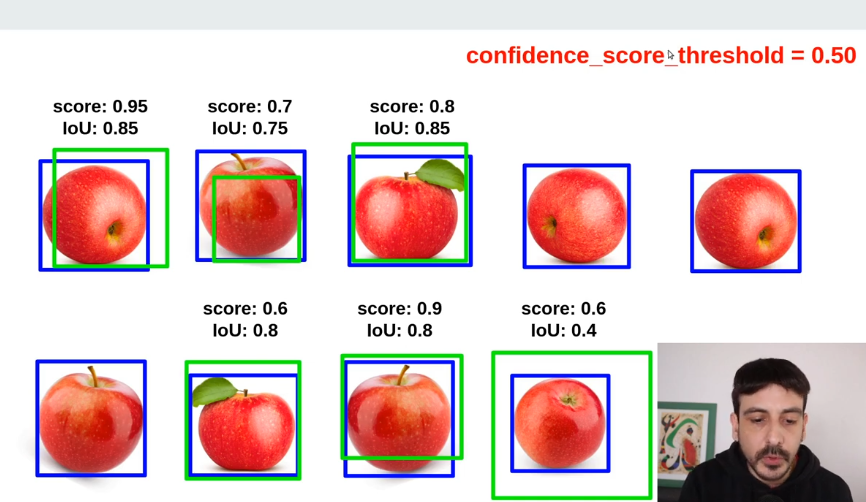 confidence_score_threshold = 0.50
score: 0.95
IoU: 0.85
score: 0.7
IoU: 0.75
score: 0.8
IoU: 0.85
score: 0.6
IoU: 0.8
score: 0.9
IoU: 0.8
score: 0.6
IoU: 0.4